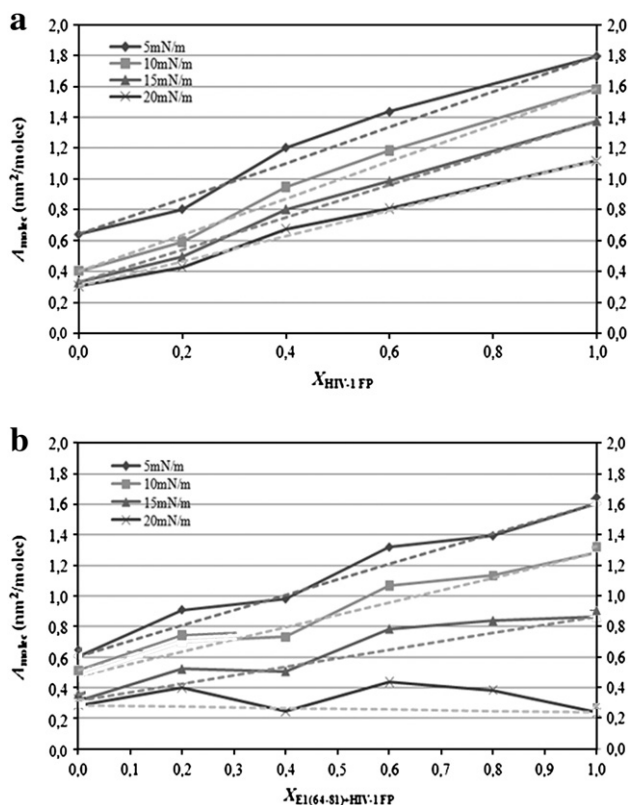 a
2,0 2,0
1,8 1,8
1,6 1,6
1,4 1,4
1,2 1,2
1,0 1,0
0,8 0,8
0,6 0,6
0,4 0,4
0,2 0,2
0,0 0,0
5mN/m
10mN/m
15mN/m
20mN/m
Amolec (nm²/molec)
0,0 0,2 0,4 0,6 0,8 1,0
XHIV-1 FP
b
2,0 2,0
1,8 1,8
1,6 1,6
1,4 1,4
1,2 1,2
1,0 1,0
0,8 0,8
0,6 0,6
0,4 0,4
0,2 0,2
0,0 0,0
5mN/m
10mN/m
15mN/m
20mN/m
Amolec (nm²/molec)
0,0 0,1 0,2 0,3 0,4 0,5 0,6 0,7 0,8 0,9 1,0
XE1(64-81)+HIV-1 FP